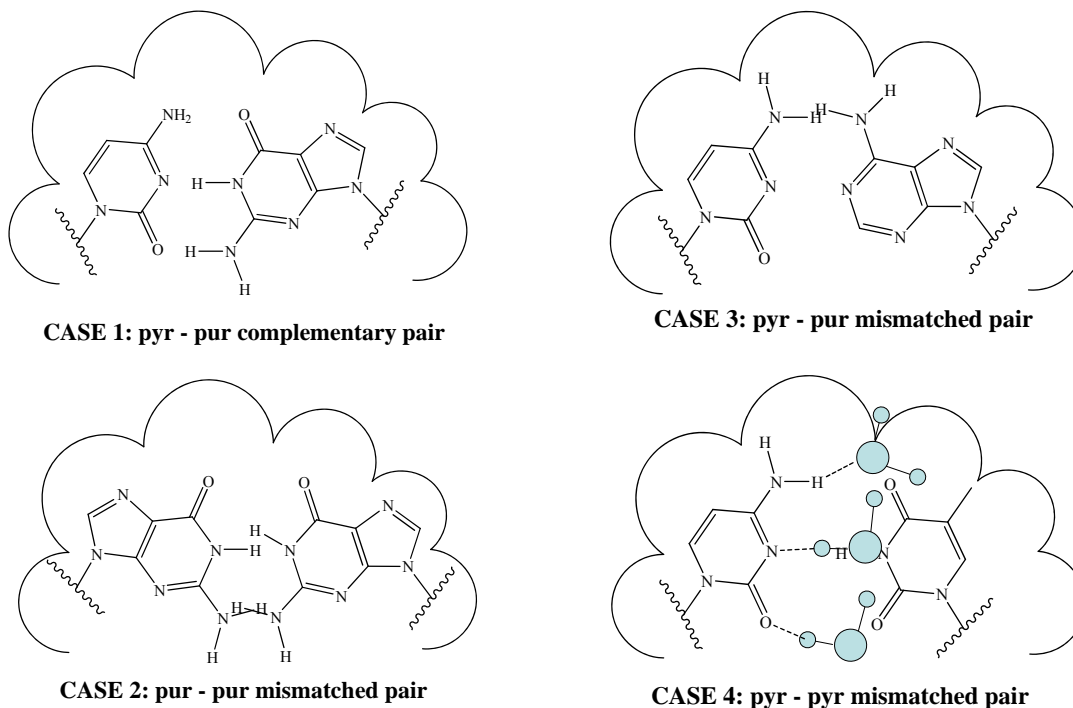 NH2
O
N
N
H
N
N
N
N
O
H
N
H
CASE 1: pyr - pur complementary pair
H
H
N
H
H
N
N
N
N
N
N
N
O
CASE 3: pyr - pur mismatched pair
O
O
N
N
H
N
H
N
N
N
N
N
H
H
N
N
H
H
CASE 2: pur - pur mismatched pair
H
N
H
O
N
H
N
N
N
O
O
CASE 4: pyr - pyr mismatched pair